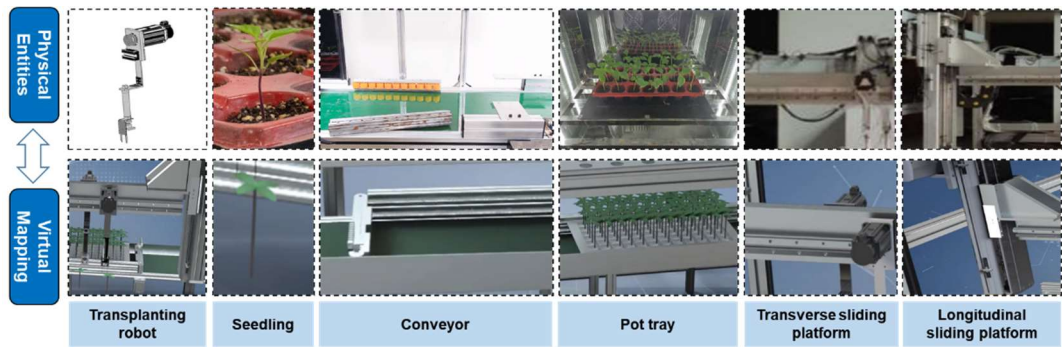 Physical
Entities
Virtual
Mapping
Transplanting
robot
Seedling
Conveyor
Pot tray
Transverse sliding
platform
Longitudinal
sliding platform